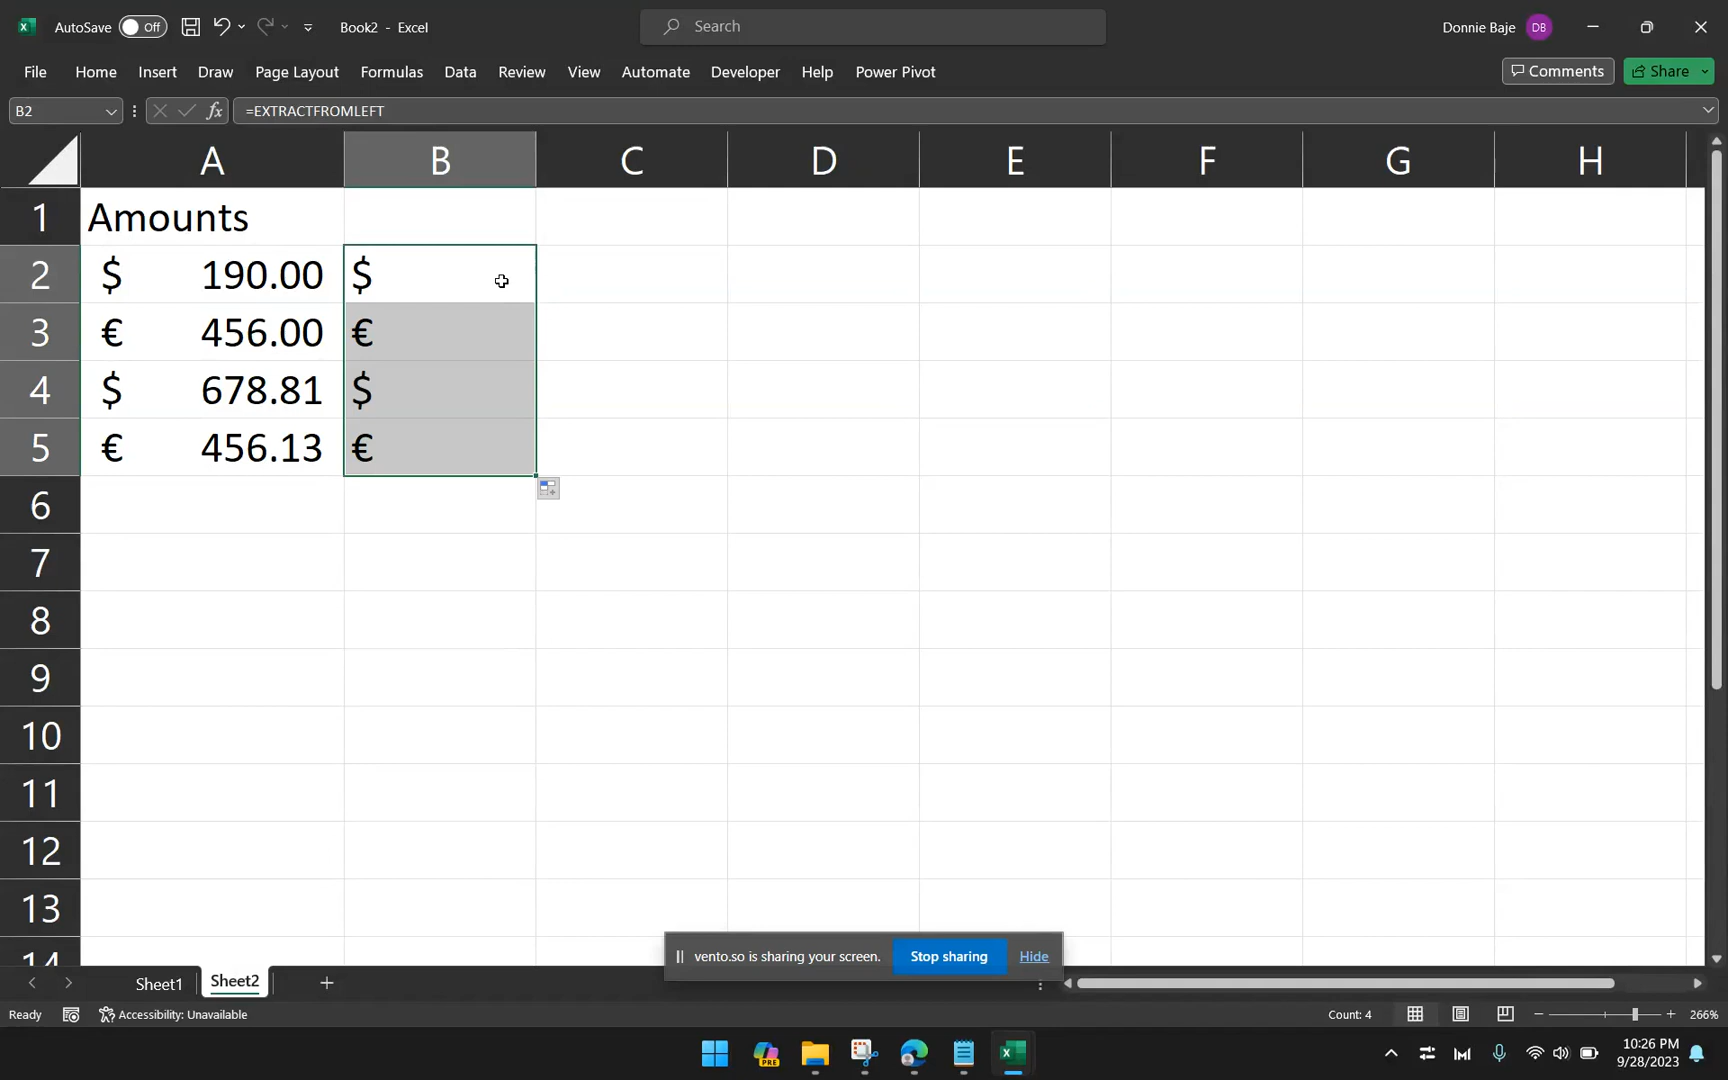 AutoSave Off Book2 - Excel Search Donnie Baje DB
File Home Insert Draw Page Layout Formulas Data Review View Automate Developer Help Power Pivot Comments Share
B2 fx =EXTRACTFROMLEFT
A B C D E F G H
1 Amounts
2 $ 190.00 $
3 € 456.00 €
4 $ 678.81 $
5 € 456.13 €
6
7
8
9
10
11
12
13
14
vento.so is sharing your screen. Stop sharing Hide
Sheet1 Sheet2 +
Ready Accessibility: Unavailable Count: 4 266%
PRE 10:26 PM
9/28/2023